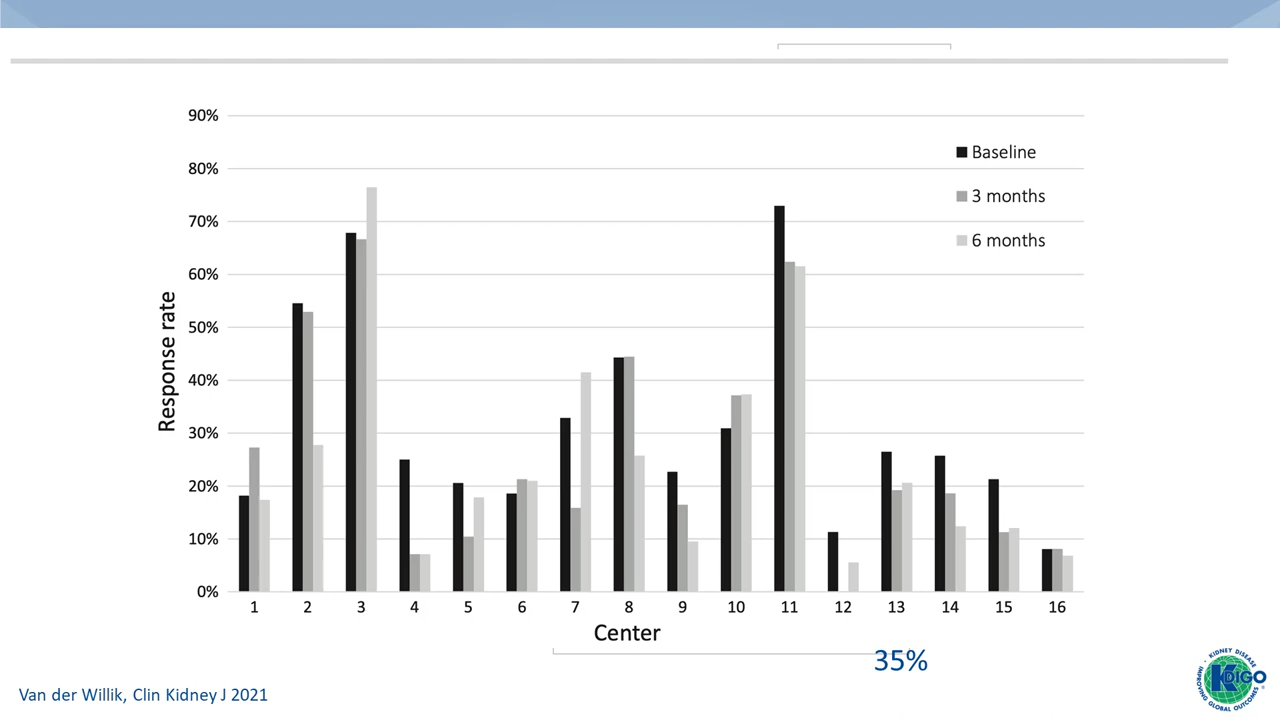 90%
80%
70%
60%
50%
40%
30%
20%
10%
0%
Response rate
Baseline
3 months
6 months
1 2 3 4 5 6 7 8 9 10 11 12 13 14 15 16
Center
35%
Van der Willik, Clin Kidney J 2021
KIDNEY DISEASE
KDIGO
IMPROVING GLOBAL OUTCOMES